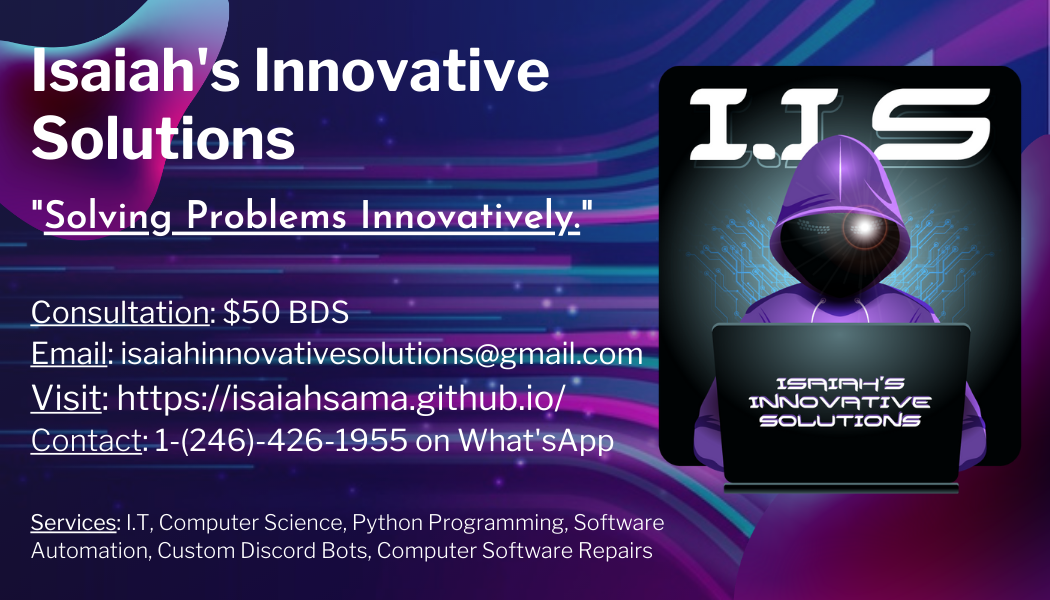 Isaiah's Innovative
Solutions
"Solving Problems Innovatively."
Consultation: $50 BDS
Email: isaiahinnovativesolutions@gmail.com
Visit: https://isaiahsama.github.io/
Contact: 1-(246)-426-1955 on What'sApp
Services: I.T, Computer Science, Python Programming, Software
Automation, Custom Discord Bots, Computer Software Repairs
I.I S
ISAIAH'S
INNOVATIVE
SOLUTIONS